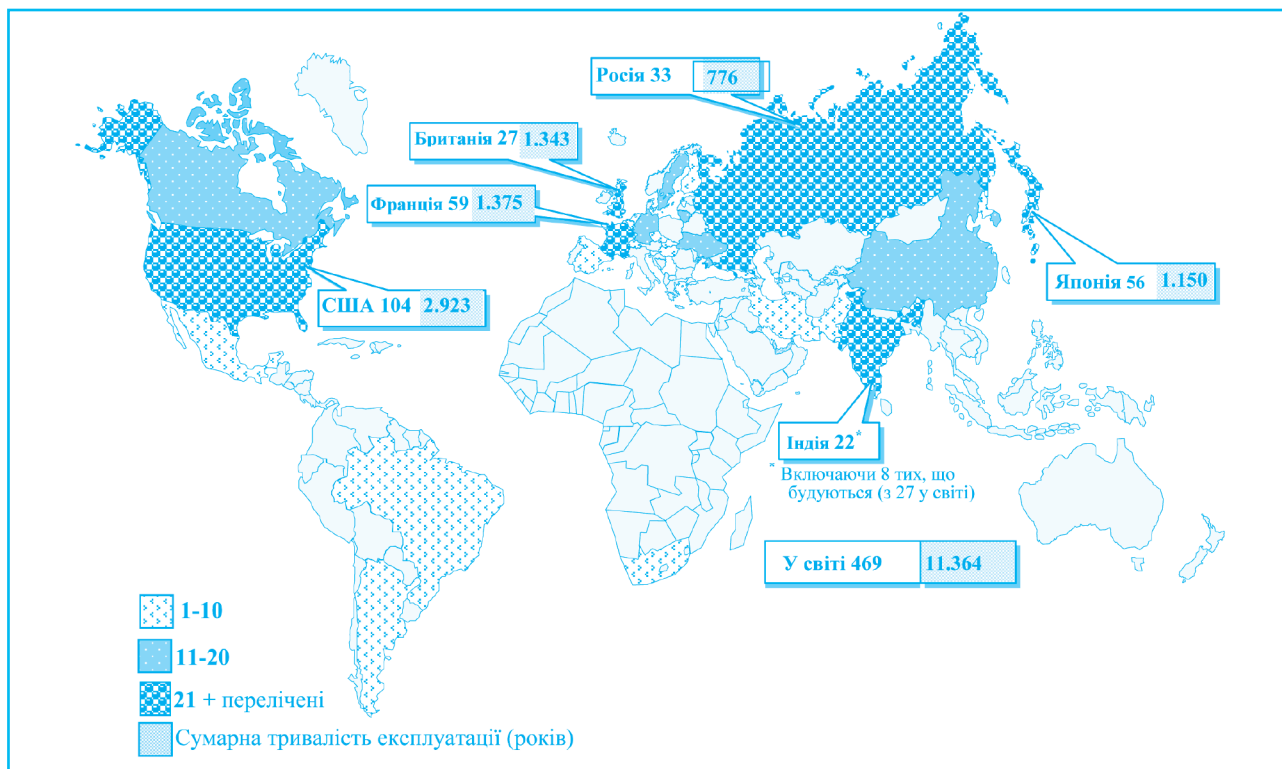 Росія 33 776
Британія 27 1.343
Франція 59 1.375
США 104 2.923
Японія 56 1.150
Індія 22*
* Включаючи 8 тих, що
будуються (з 27 у світі)
У світі 469 11.364
1-10
11-20
21 + перелічені
Сумарна тривалість експлуатації (років)